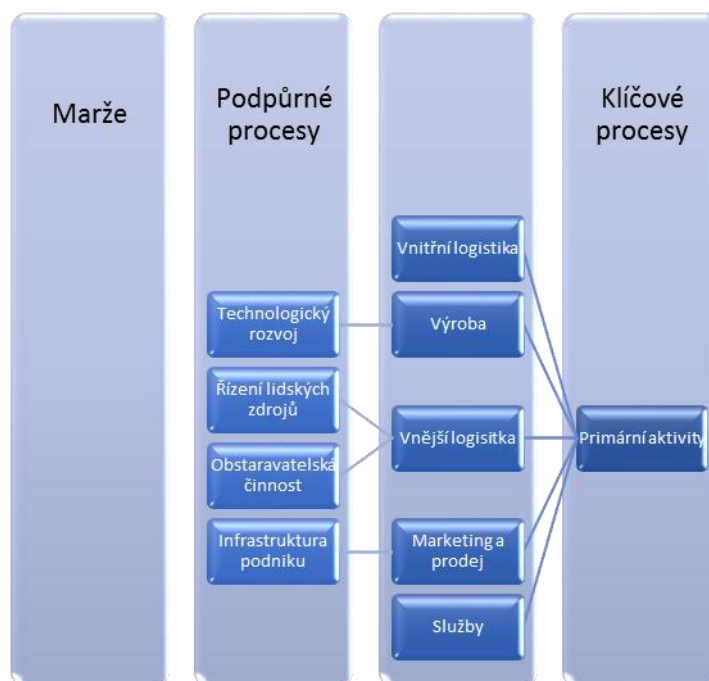 Marže
Podpůrné
procesy
Klíčové
procesy
Vnitřní logistika
Technologický
rozvoj
Výroba
Řízení lidských
zdrojů
Vnější logisitka
Primární aktivity
Obstaravatelská
činnost
Infrastruktura
podniku
Marketing a
prodej
Služby